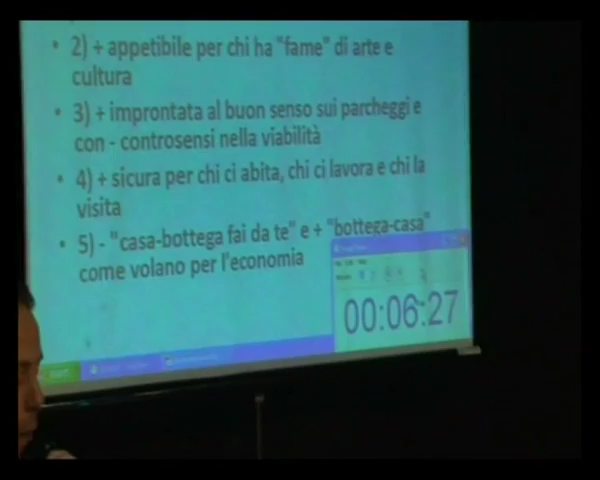 • 2) + appetibile per chi ha "fame" di arte e
cultura
• 3) + improntata al buon senso sui parcheggi e
con - controsensi nella viabilità
• 4) + sicura per chi ci abita, chi ci lavora e chi la
visita
• 5) - "casa-bottega fai da te" e + "bottega-casa"
come volano per l'economia
00:06:27